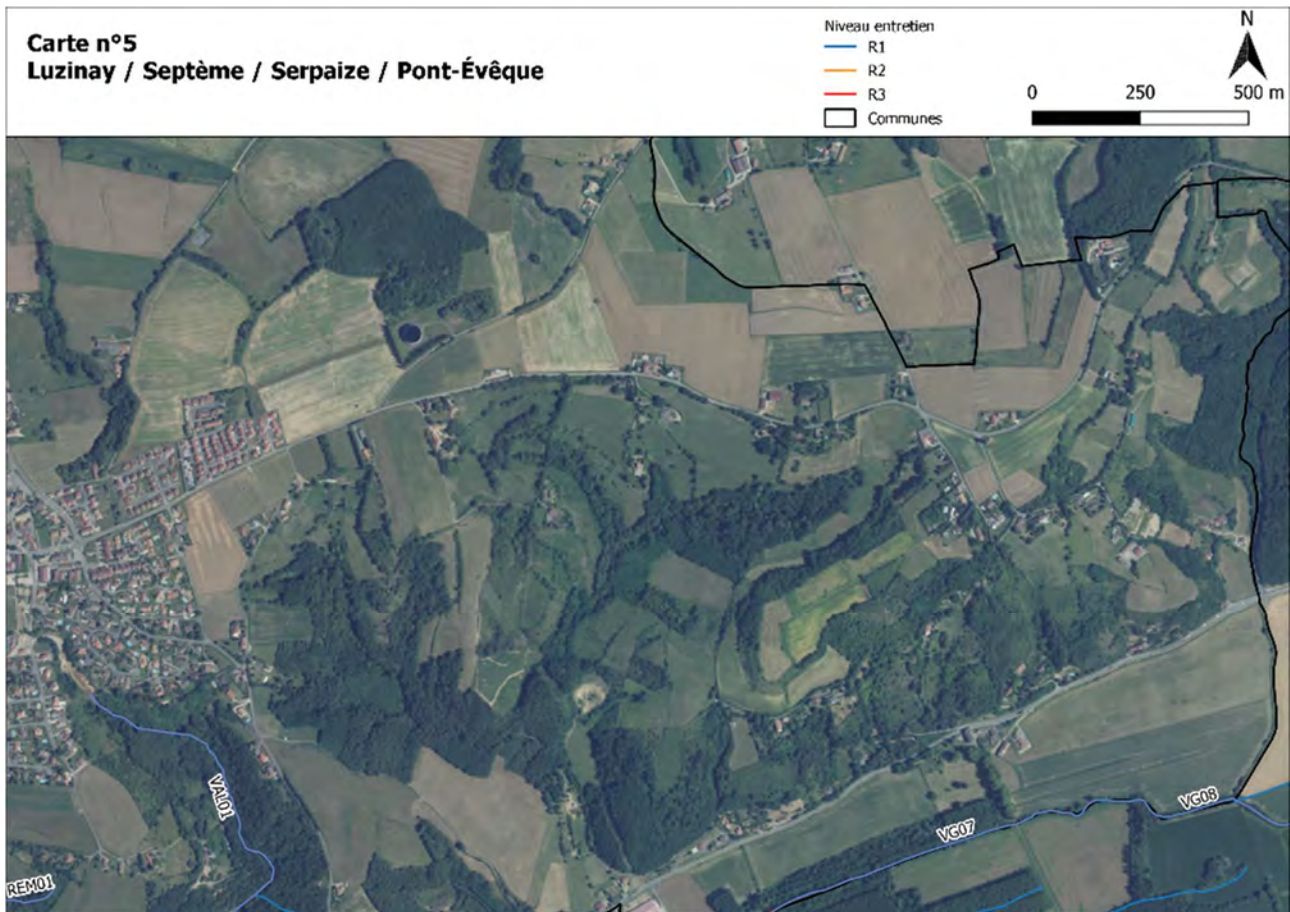 Carte n°5
Luzinay / Septème / Serpaize / Pont-Évêque
Niveau entretien
R1
R2
R3
Communes
N
0 250 500 m
VAL01
VG08
VG07
REM01